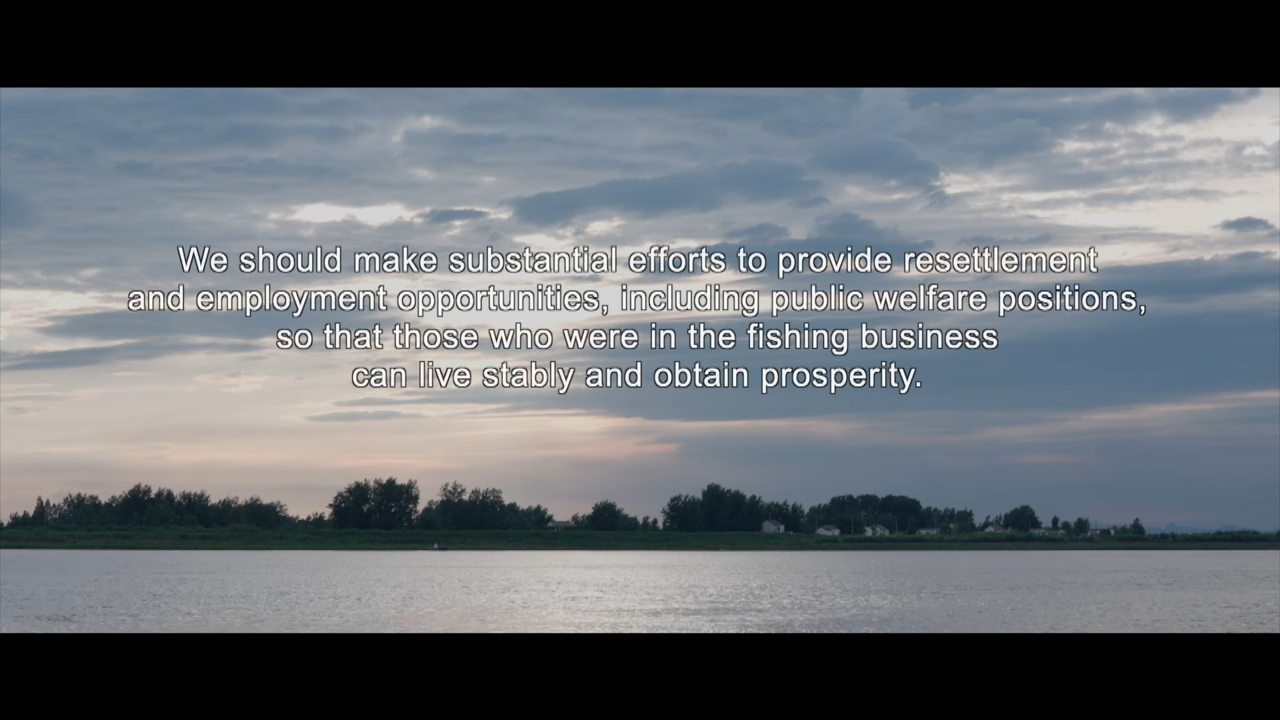 We should make substantial efforts to provide resettlement
and employment opportunities, including public welfare positions,
so that those who were in the fishing business
can live stably and obtain prosperity.